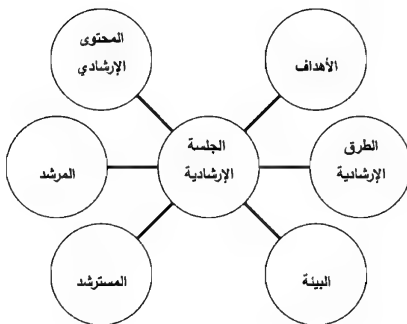 الأهداف
المحتوى
الإرشادي
الطرق
الإرشادية
الجلسة
الإرشادية
المرشد
البيئة
المسترشد